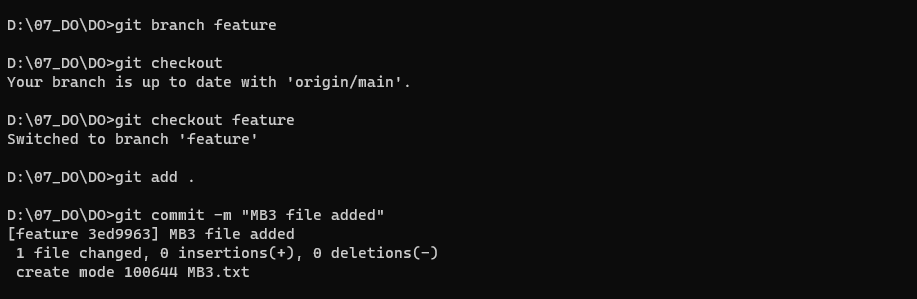 D:\07_DO\DO>git branch feature
D:\07_DO\DO>git checkout
Your branch is up to date with 'origin/main'.
D:\07_DO\DO>git checkout feature
Switched to branch 'feature'
D:\07_DO\DO>git add .
D:\07_DO\DO>git commit -m "MB3 file added"
[feature 3ed9963] MB3 file added
 1 file changed, 0 insertions(+), 0 deletions(-)
 create mode 100644 MB3.txt